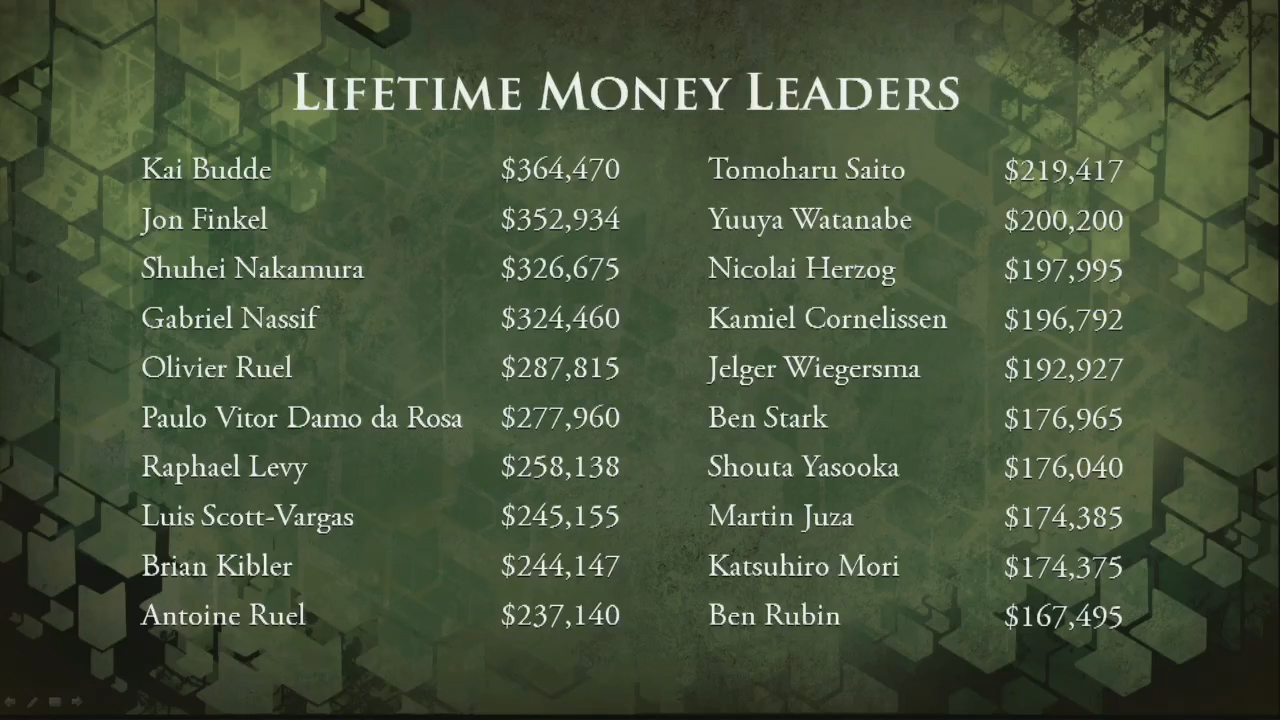 LIFETIME MONEY LEADERS
Kai Budde $364,470
Jon Finkel $352,934
Shuhei Nakamura $326,675
Gabriel Nassif $324,460
Olivier Ruel $287,815
Paulo Vitor Damo da Rosa $277,960
Raphael Levy $258,138
Luis Scott-Vargas $245,155
Brian Kibler $244,147
Antoine Ruel $237,140
Tomoharu Saito $219,417
Yuuya Watanabe $200,200
Nicolai Herzog $197,995
Kamiel Cornelissen $196,792
Jelger Wiegersma $192,927
Ben Stark $176,965
Shouta Yasooka $176,040
Martin Juza $174,385
Katsuhiro Mori $174,375
Ben Rubin $167,495